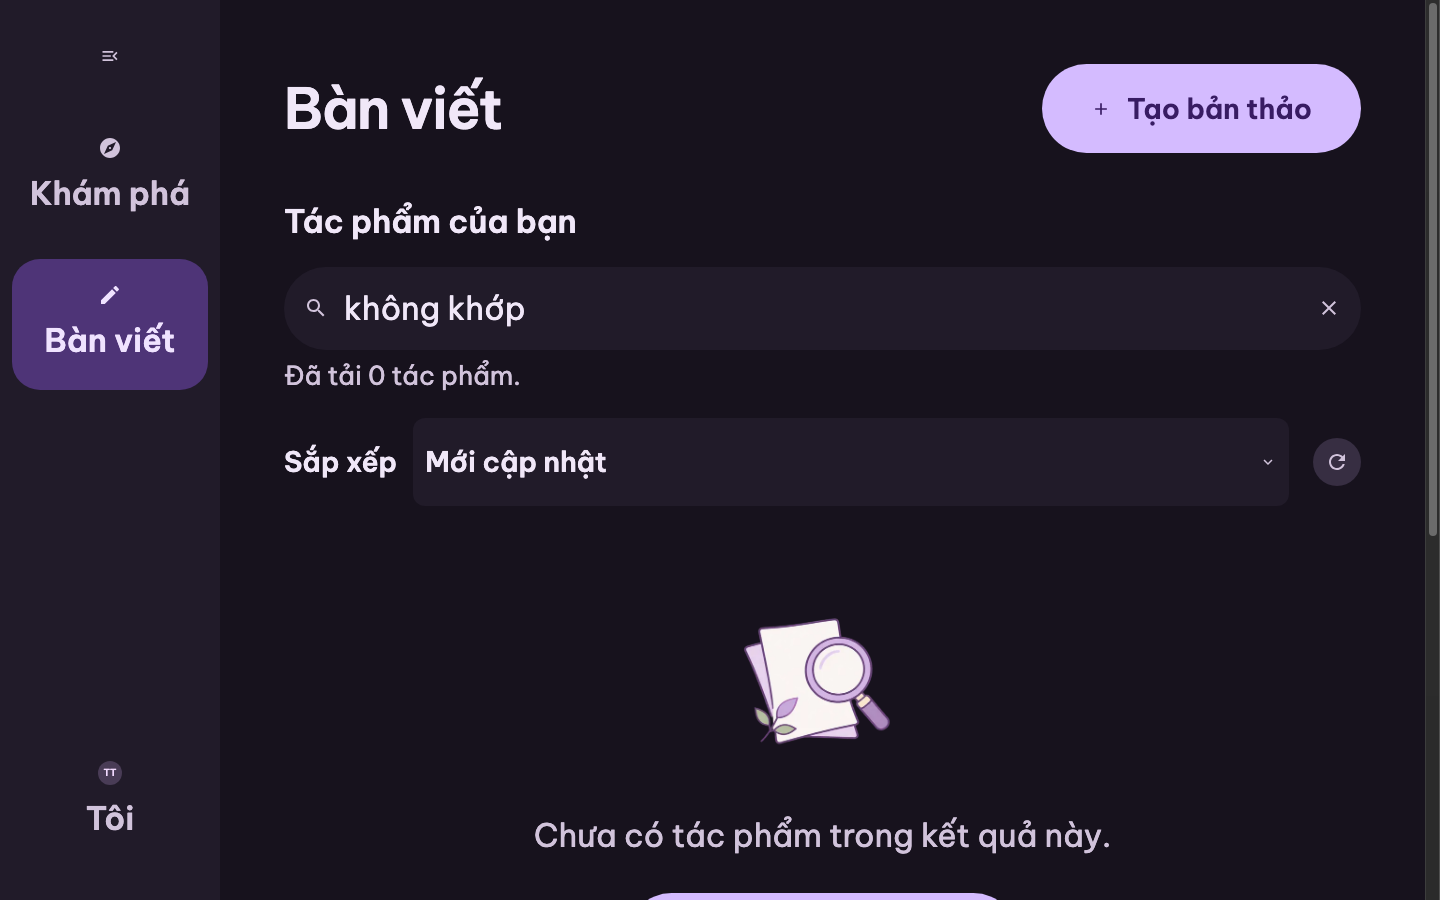 Khám phá
Bàn viết
TT
Tôi
Bàn viết
Tạo bản thảo
Tác phẩm của bạn
không khớp
Đã tải 0 tác phẩm.
Sắp xếp
Mới cập nhật
Chưa có tác phẩm trong kết quả này.